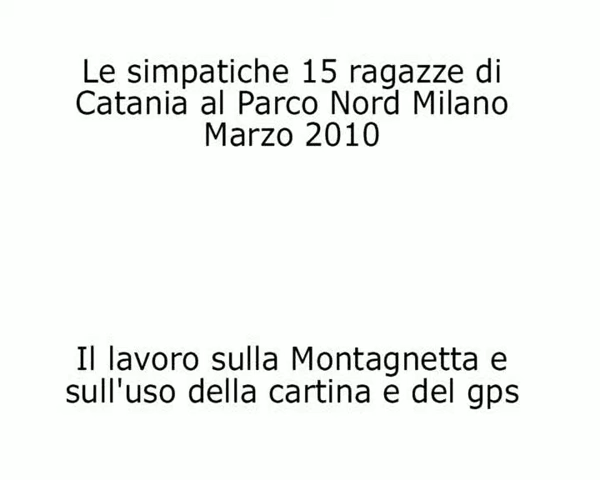 Le simpatiche 15 ragazze di
Catania al Parco Nord Milano
Marzo 2010
Il lavoro sulla Montagnetta e
sull'uso della cartina e del gps